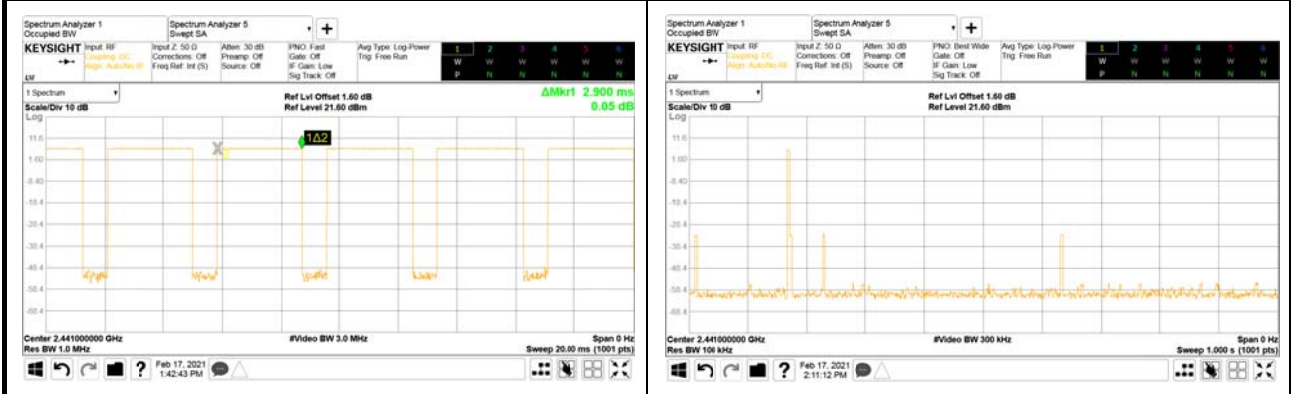 Spectrum Analyzer 1
Occupied BW
Spectrum Analyzer 5
Swept SA
+
KEYSIGHT
Input: RF
Coupling: DC
Align: Auto/No RF
Input Z: 50 Ω
Corrections: Off
Freq Ref: Int (S)
Atten: 30 dB
Preamp: Off
Source: Off
PNO: Fast
Gate: Off
IF Gain: Low
Sig Track: Off
Avg Type: Log-Power
Trig: Free Run
1 2 3 4 5 6
W W W W W W
P N N N N N
LXI
1 Spectrum
Scale/Div 10 dB
Log
Ref Lvl Offset 1.60 dB
Ref Level 21.60 dBm
ΔMkr1 2.900 ms
0.05 dB
1Δ2
11.6
1.60
-8.40
-18.4
-28.4
-38.4
-48.4
-58.4
-68.4
Center 2.441000000 GHz
Res BW 1.0 MHz
#Video BW 3.0 MHz
Span 0 Hz
Sweep 20.00 ms (1001 pts)
?
Feb 17, 2021
1:42:43 PM
Spectrum Analyzer 1
Occupied BW
Spectrum Analyzer 5
Swept SA
+
KEYSIGHT
Input: RF
Coupling: DC
Align: Auto/No RF
Input Z: 50 Ω
Corrections: Off
Freq Ref: Int (S)
Atten: 30 dB
Preamp: Off
Source: Off
PNO: Best Wide
Gate: Off
IF Gain: Low
Sig Track: Off
Avg Type: Log-Power
Trig: Free Run
1 2 3 4 5 6
W W W W W W
P N N N N N
LXI
1 Spectrum
Scale/Div 10 dB
Log
Ref Lvl Offset 1.60 dB
Ref Level 21.60 dBm
11.6
1.60
-8.40
-18.4
-28.4
-38.4
-48.4
-58.4
-68.4
Center 2.441000000 GHz
Res BW 100 kHz
#Video BW 300 kHz
Span 0 Hz
Sweep 1.000 s (1001 pts)
?
Feb 17, 2021
2:11:12 PM